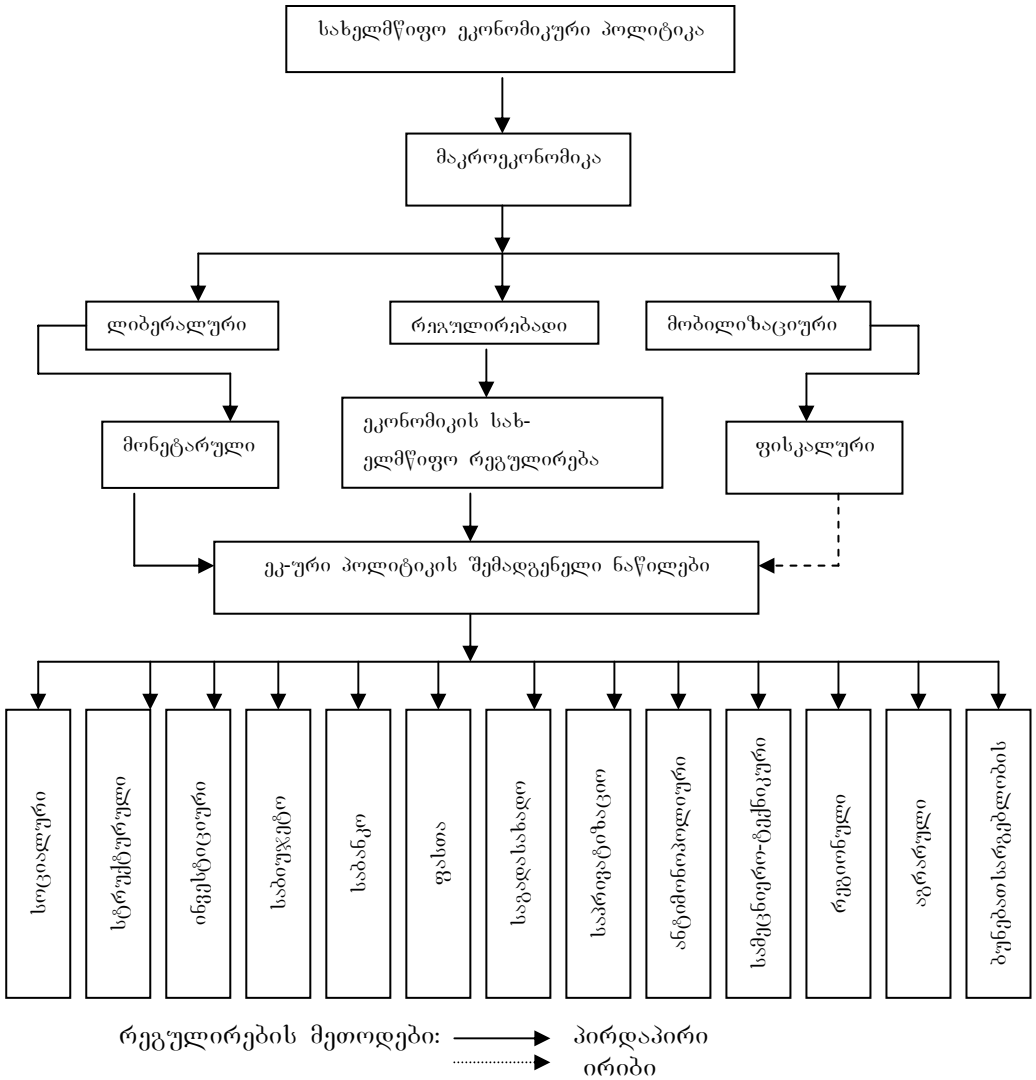 სახელმწიფო ეკონომიკური პოლიტიკა
მაკროეკონომიკა
ლიბერალური
რეგულირებადი
მობილიზაციური
მონეტარული
ეკონომიკის სახ-
ელმწიფო რეგულირება
ფისკალური
ეკ-ური პოლიტიკის შემადგენელი ნაწილები
სოციალური
სტრუქტურული
ინვესტიციური
საბიუჯეტო
საბანკო
ფასთა
საგადასახადო
საპრივატიზაციო
ანტიმონოპოლიური
სამეცნიერო-ტექნიკური
რეგიონული
აგრარული
ბუნებათსარგებლობის
რეგულირების მეთოდები:
პირდაპირი
ირიბი